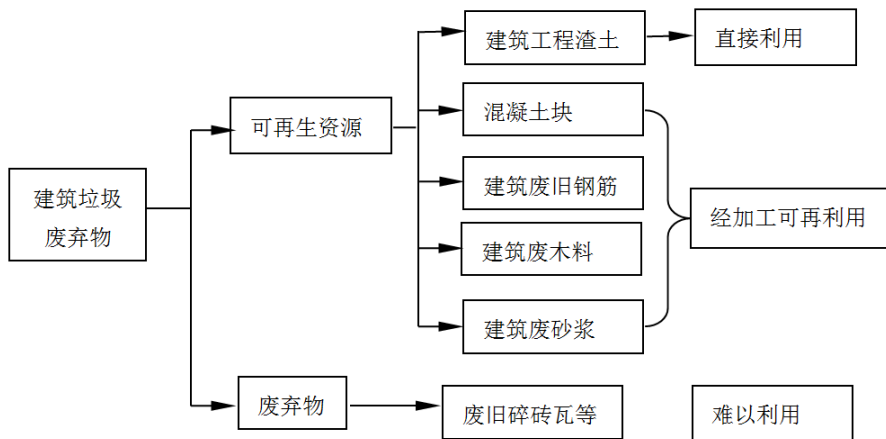 建筑工程渣土
直接利用
混凝土块
可再生资源
建筑废旧钢筋
建筑垃圾
废弃物
经加工可再利用
建筑废木料
建筑废砂浆
废弃物
废旧碎砖瓦等
难以利用